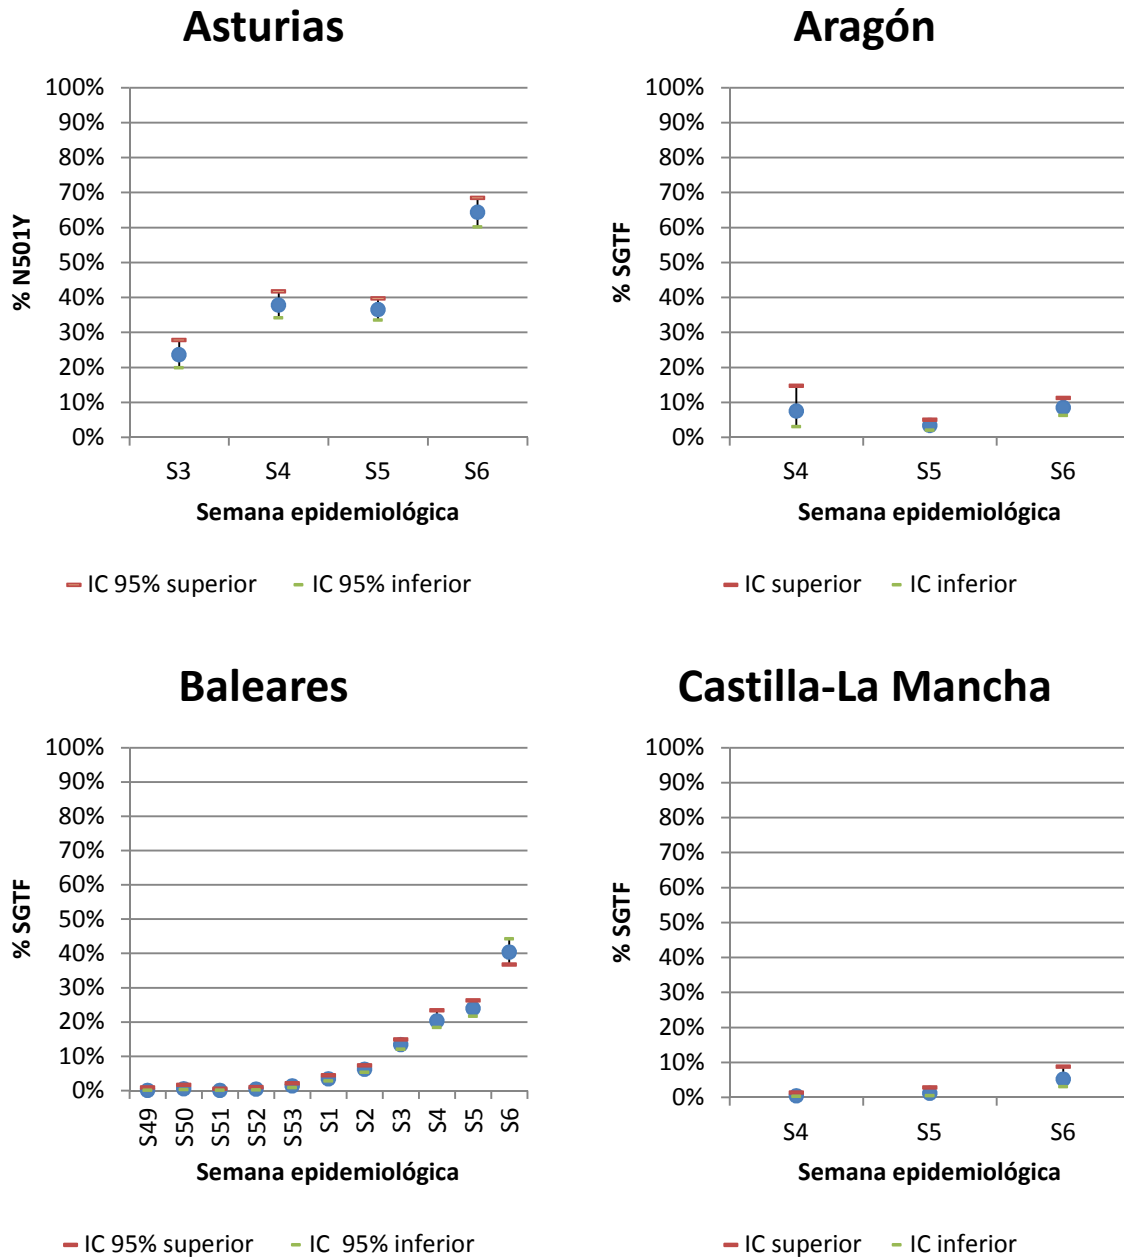 Asturias
100%
90%
80%
70%
60%
50%
40%
30%
20%
10%
0%
% N501Y
S3 S4 S5 S6
Semana epidemiológica
IC 95% superior IC 95% inferior
Aragón
100%
90%
80%
70%
60%
50%
40%
30%
20%
10%
0%
% SGTF
S4 S5 S6
Semana epidemiológica
IC superior IC inferior
Baleares
100%
90%
80%
70%
60%
50%
40%
30%
20%
10%
0%
% SGTF
S49 S50 S51 S52 S53 S1 S2 S3 S4 S5 S6
Semana epidemiológica
IC 95% superior IC 95% inferior
Castilla-La Mancha
100%
90%
80%
70%
60%
50%
40%
30%
20%
10%
0%
% SGTF
S4 S5 S6
Semana epidemiológica
IC superior IC inferior